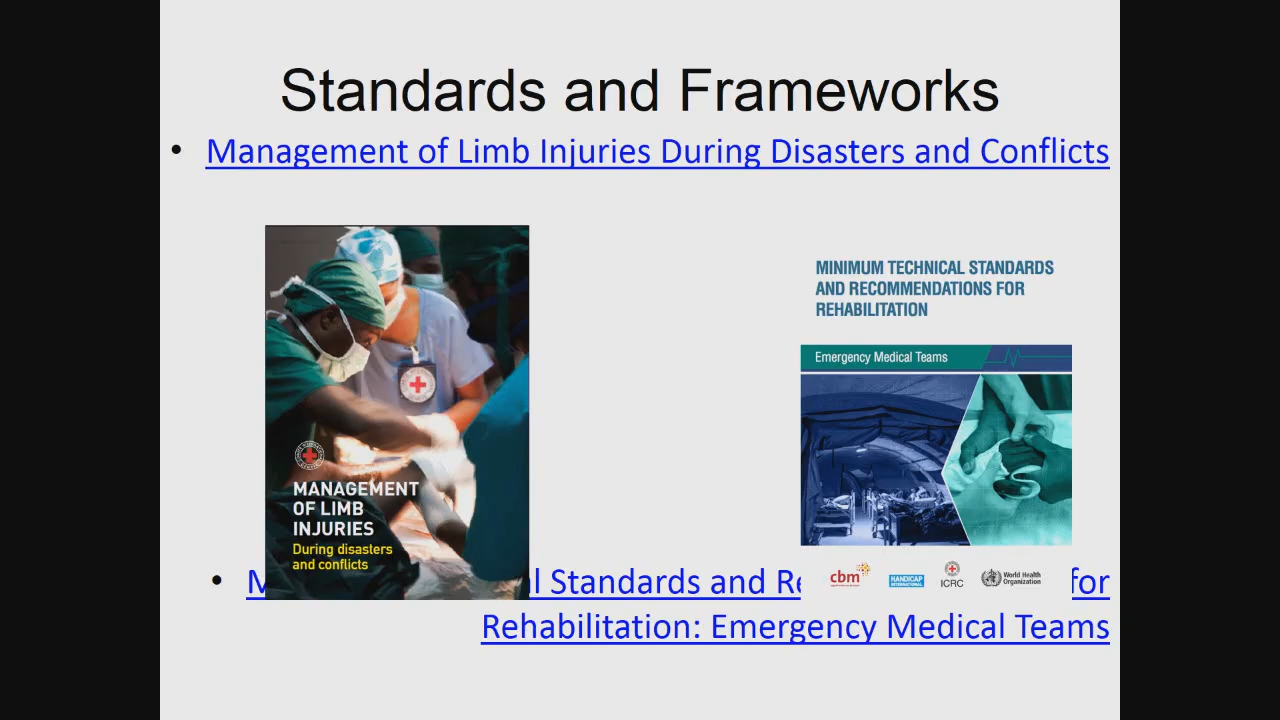 Standards and Frameworks
• Management of Limb Injuries During Disasters and Conflicts
MINIMUM TECHNICAL STANDARDS
AND RECOMMENDATIONS FOR
REHABILITATION
Emergency Medical Teams
MANAGEMENT
OF LIMB
INJURIES
During disasters
and conflicts
cbm
HANDICAP
INTERNATIONAL
ICRC
World Health
Organization
• M l Standards and Re for
Rehabilitation: Emergency Medical Teams